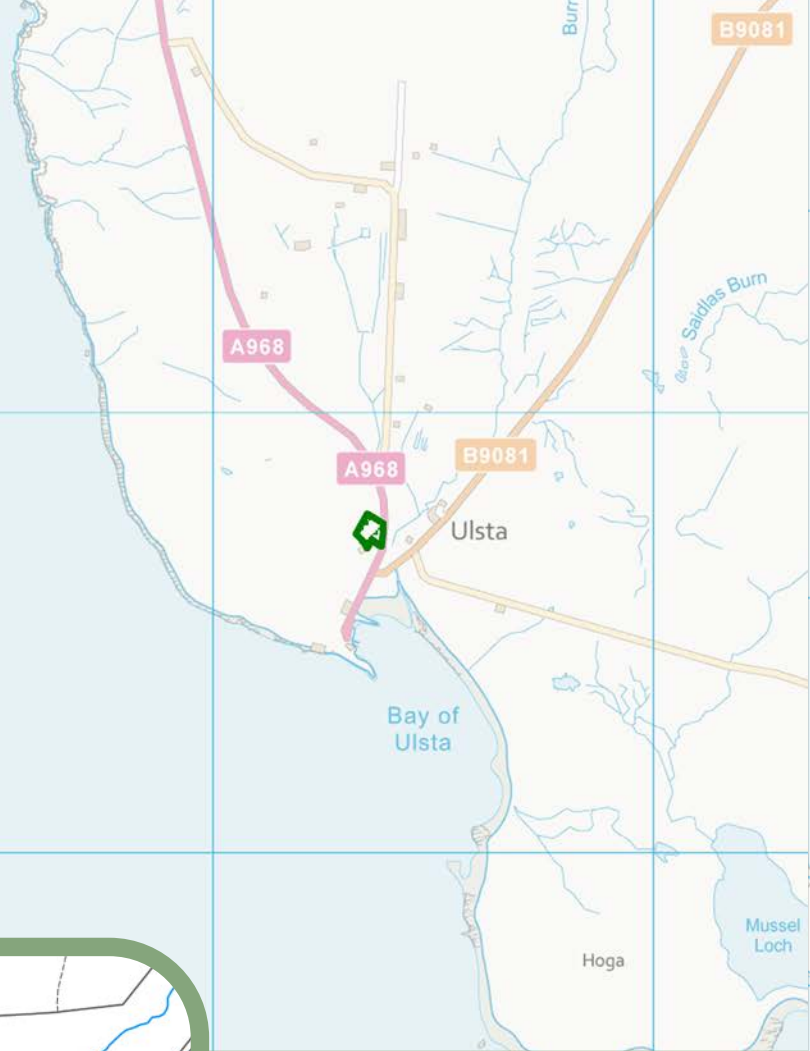 Burn
B9081
Saidlas Burn
A968
A968
B9081
Ulsta
Bay of
Ulsta
Mussel
Loch
Hoga